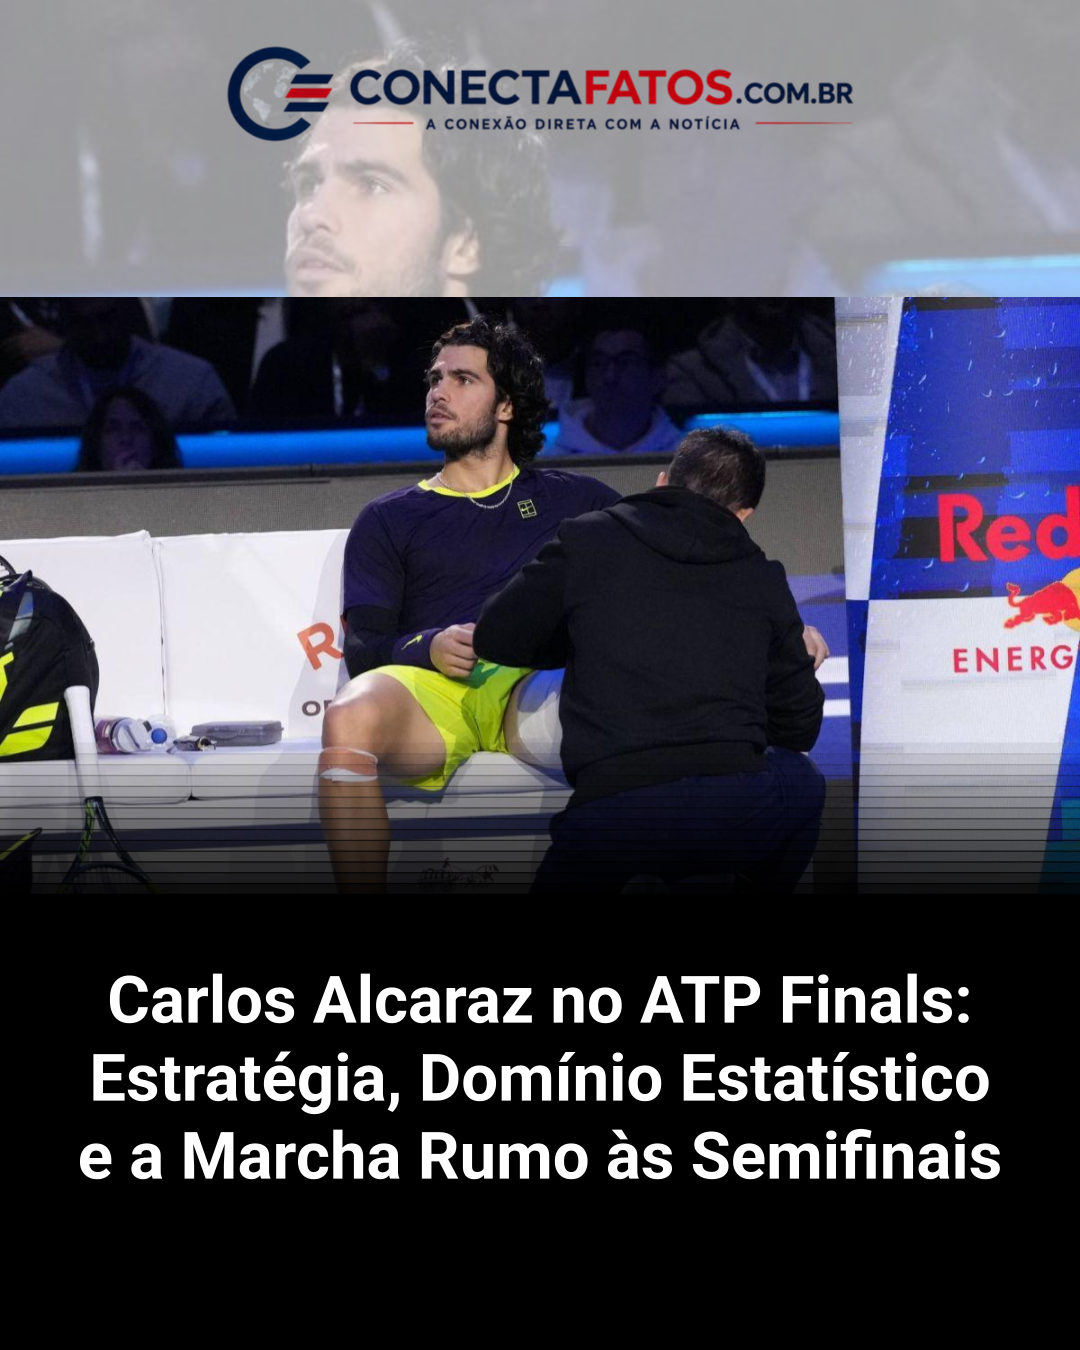 CONECTAFATOS.COM.BR
A CONEXÃO DIRETA COM A NOTÍCIA
Red
ENERG
Carlos Alcaraz no ATP Finals:
Estratégia, Domínio Estatístico
e a Marcha Rumo às Semifinais